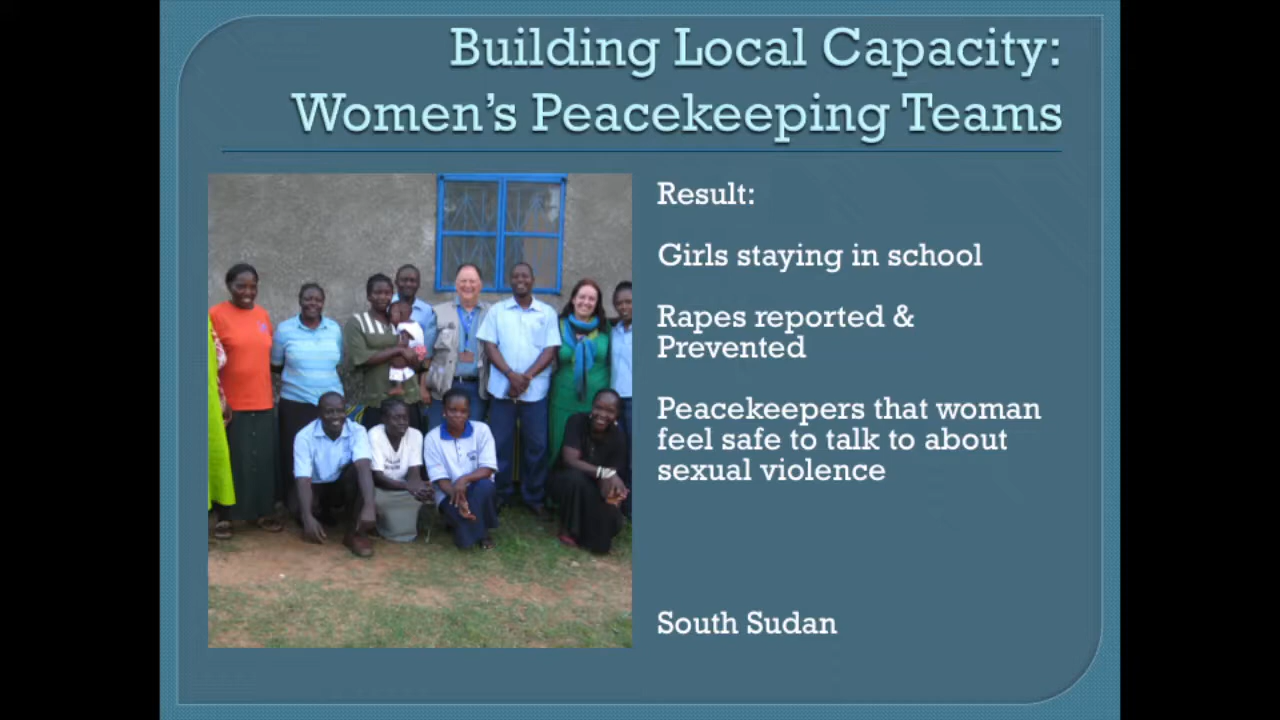 Building Local Capacity:
Women's Peacekeeping Teams
Result:
Girls staying in school
Rapes reported &
Prevented
Peacekeepers that woman
feel safe to talk to about
sexual violence
South Sudan